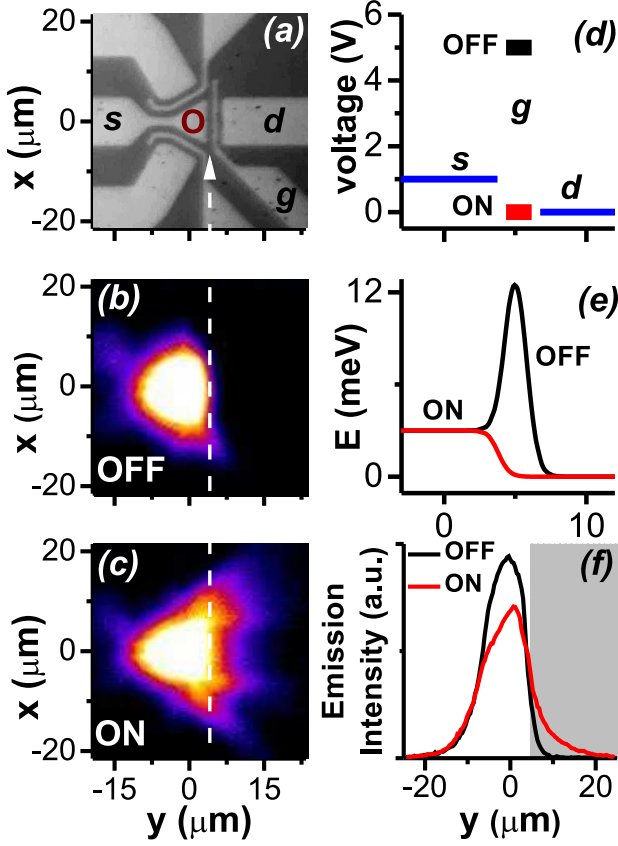 20
0
-20
x (μm)
(a)
s
O
d
g
voltage (V)
6
4
2
0
OFF
(d)
g
s
d
ON
20
0
-20
x (μm)
(b)
OFF
E (meV)
12
0
(e)
OFF
ON
0
10
20
0
-20
x (μm)
(c)
ON
-15
0
15
y (μm)
Emission
Intensity (a.u.)
OFF
ON
(f)
-20
0
20
y (μm)